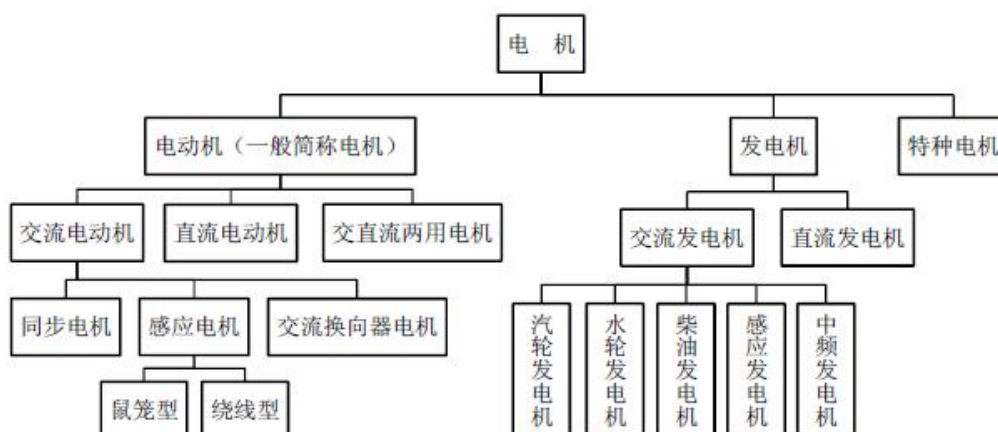 电 机
电动机（一般简称电机）
发电机
特种电机
交流电动机
直流电动机
交直流两用电机
交流发电机
直流发电机
同步电机
感应电机
交流换向器电机
汽轮发电机
水轮发电机
柴油发电机
感应发电机
中频发电机
鼠笼型
绕线型